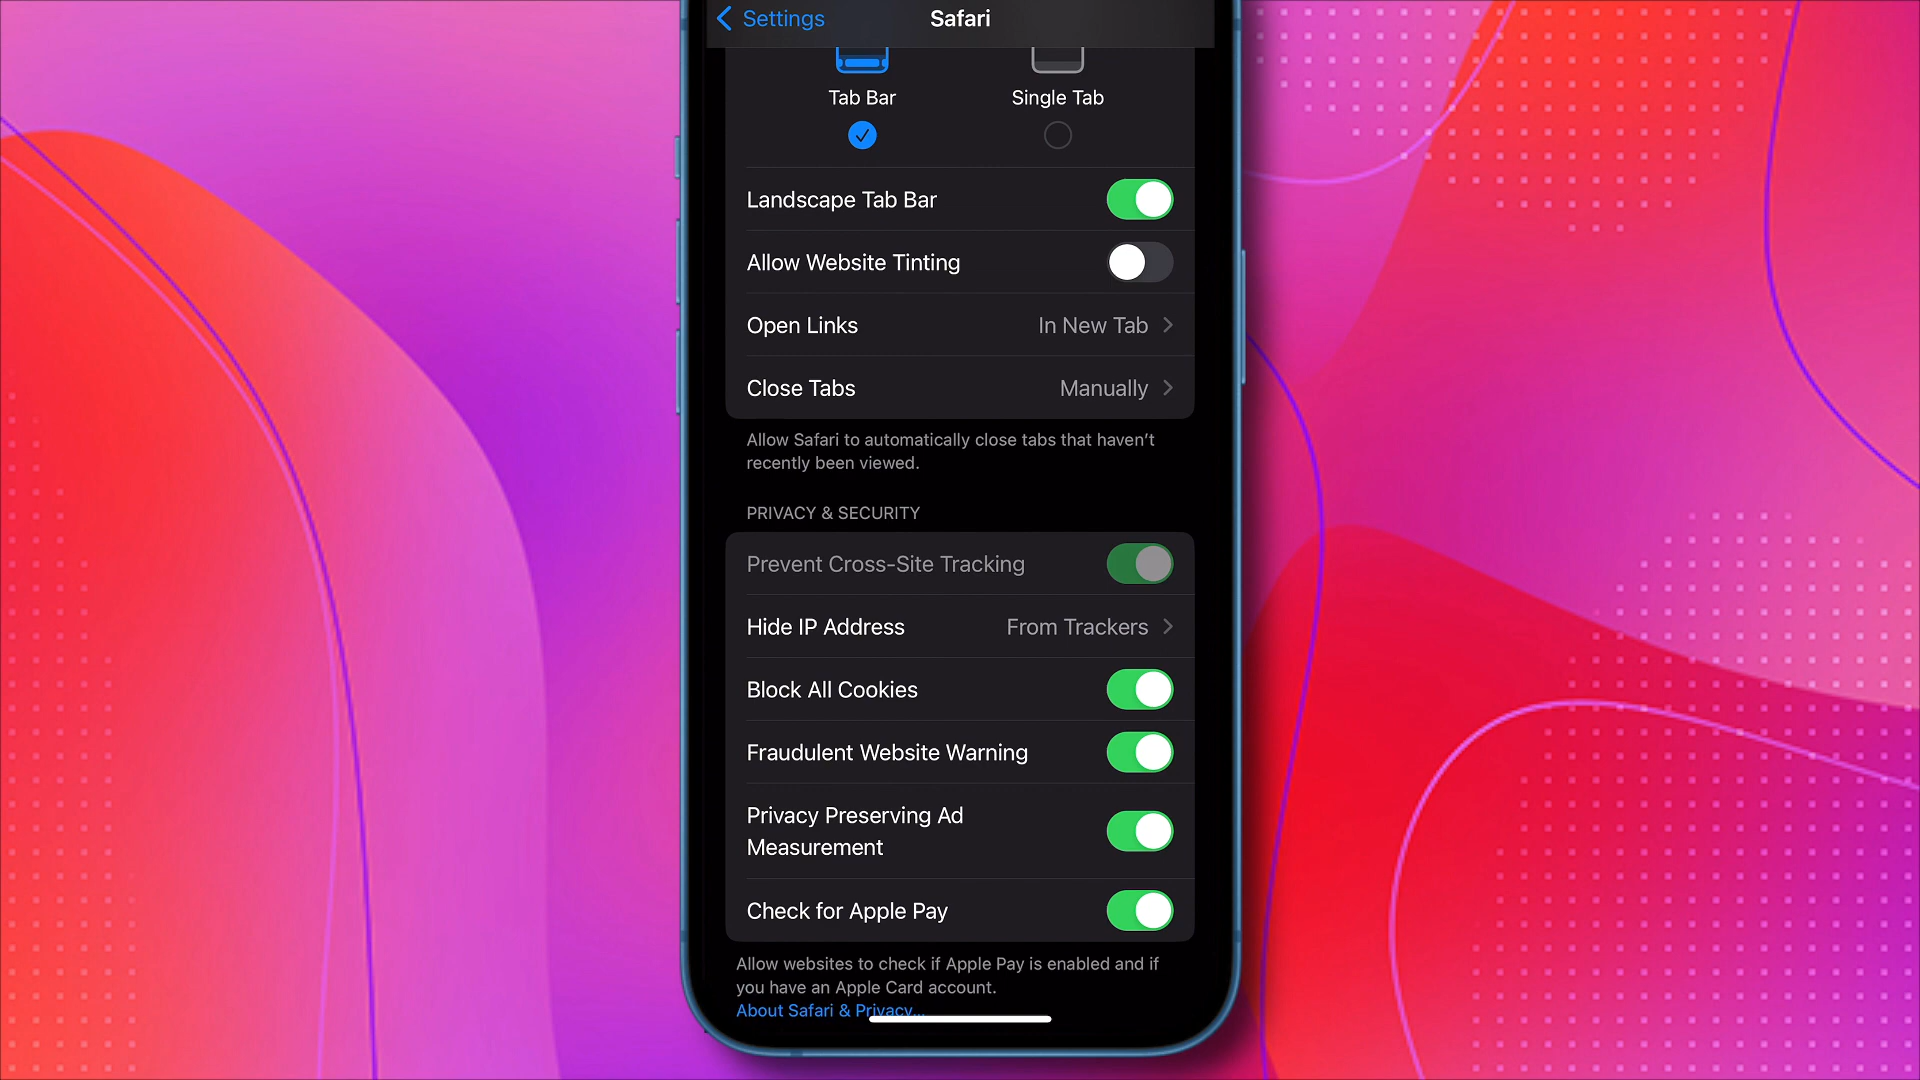 Settings
Safari
Tab Bar
Single Tab
Landscape Tab Bar
Allow Website Tinting
Open Links
In New Tab
Close Tabs
Manually
Allow Safari to automatically close tabs that haven't
recently been viewed.
PRIVACY & SECURITY
Prevent Cross-Site Tracking
Hide IP Address
From Trackers
Block All Cookies
Fraudulent Website Warning
Privacy Preserving Ad
Measurement
Check for Apple Pay
Allow websites to check if Apple Pay is enabled and if
you have an Apple Card account.
About Safari & Privacy...